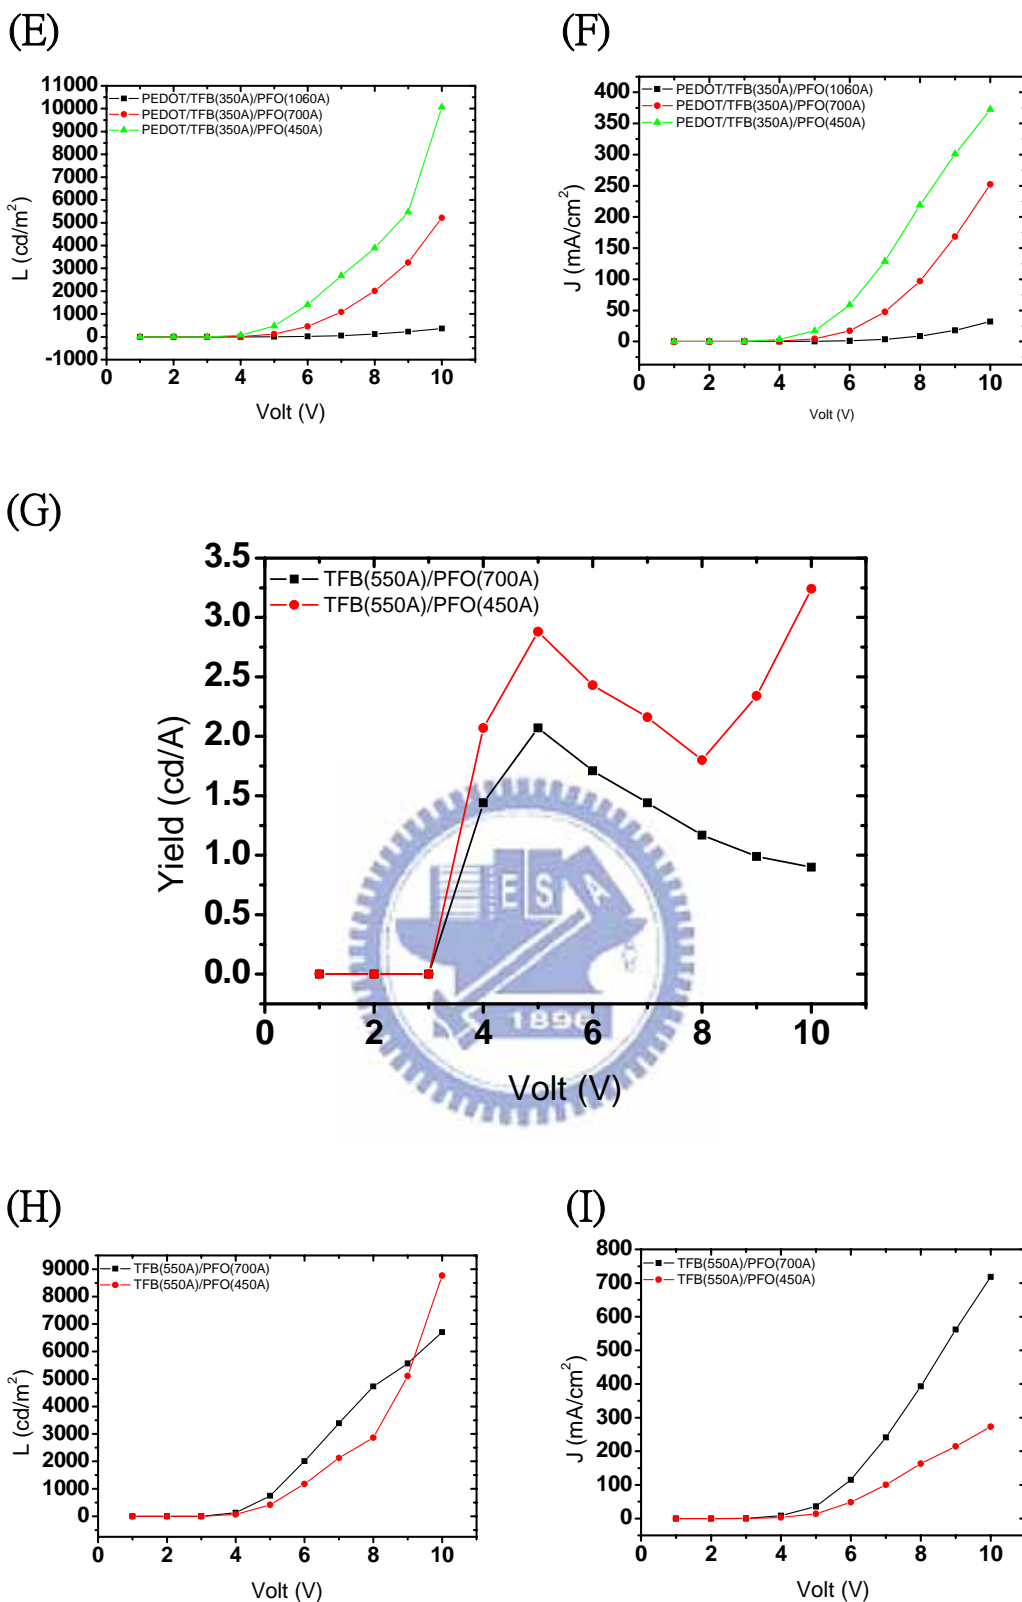 (E)
11000
10000
9000
8000
7000
6000
5000
4000
3000
2000
1000
0
-1000
L (cd/m²)
PEDOT/TFB(350A)/PFO(1060A)
PEDOT/TFB(350A)/PFO(700A)
PEDOT/TFB(350A)/PFO(450A)
0 2 4 6 8 10
Volt (V)
(F)
400
350
300
250
200
150
100
50
0
J (mA/cm²)
PEDOT/TFB(350A)/PFO(1060A)
PEDOT/TFB(350A)/PFO(700A)
PEDOT/TFB(350A)/PFO(450A)
0 2 4 6 8 10
Volt (V)
(G)
3.5
3.0
2.5
2.0
1.5
1.0
0.5
0.0
Yield (cd/A)
TFB(550A)/PFO(700A)
TFB(550A)/PFO(450A)
E S A
1896
0 2 4 6 8 10
Volt (V)
(H)
9000
8000
7000
6000
5000
4000
3000
2000
1000
0
L (cd/m²)
TFB(550A)/PFO(700A)
TFB(550A)/PFO(450A)
0 2 4 6 8 10
Volt (V)
(I)
800
700
600
500
400
300
200
100
0
J (mA/cm²)
TFB(550A)/PFO(700A)
TFB(550A)/PFO(450A)
0 2 4 6 8 10
Volt (V)